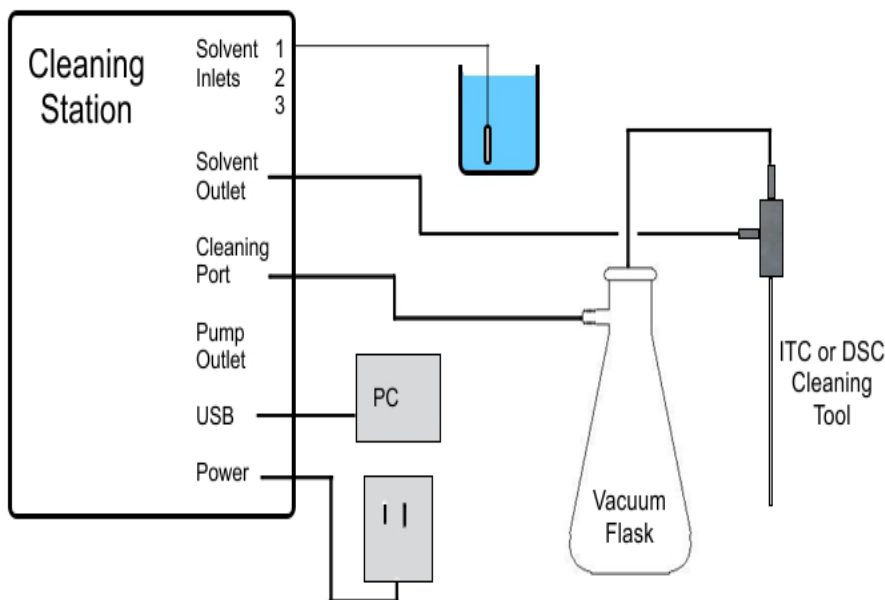 Cleaning
Station
Solvent 1
Inlets 2
3
Solvent
Outlet
Cleaning
Port
Pump
Outlet
USB
Power
PC
Vacuum
Flask
ITC or DSC
Cleaning
Tool